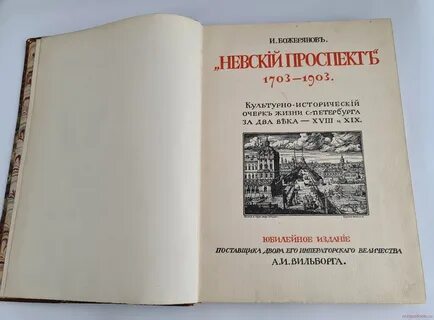 И. БОЖЕРЯНОВЪ.
„НЕВСКІЙ ПРОСПЕКТЪ"
1703–1903.
КУЛЬТУРНО-ИСТОРИЧЕСКІЙ
ОЧЕРКЪ ЖИЗНИ С-ПЕТЕРБУРГА
ЗА ДВА ВѢКА — XVIII и XIX.
ЮБИЛЕЙНОЕ ИЗДАНІЕ
ПОСТАВЩИКА ДВОРА ЕГО ИМПЕРАТОРСКАГО ВЕЛИЧЕСТВА
А.И. ВИЛЬБОРГА.